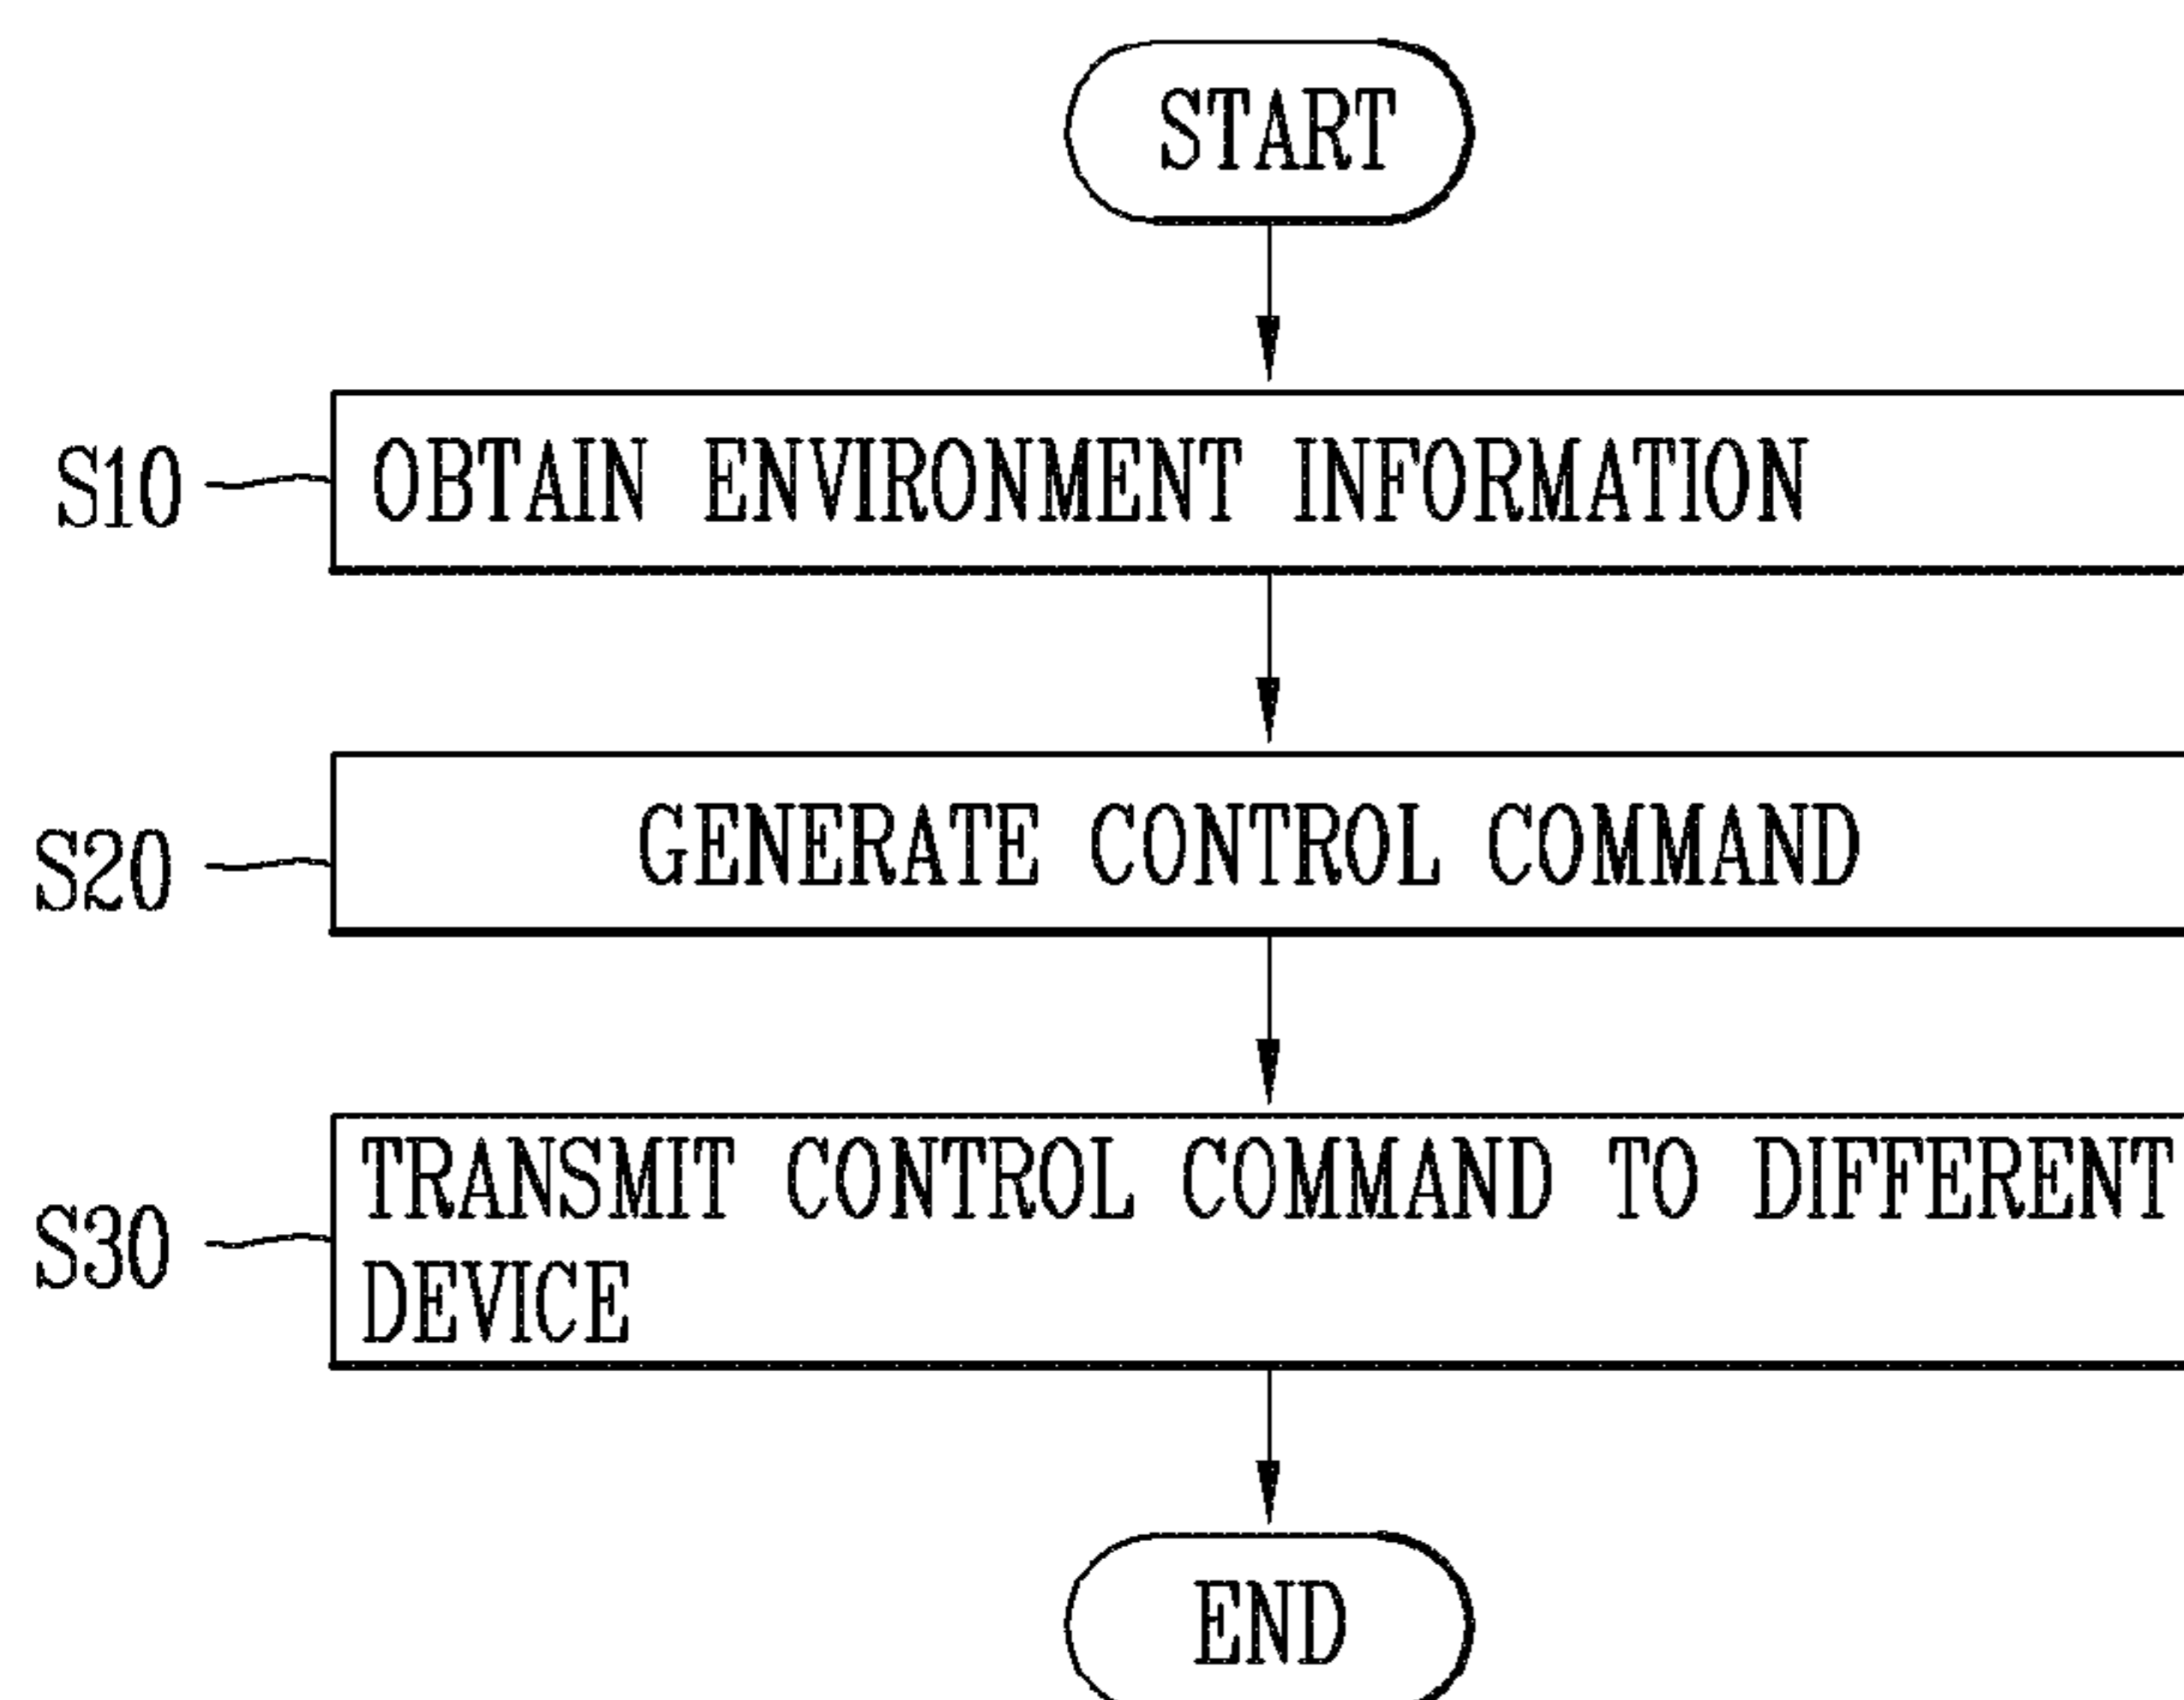 START
S10
OBTAIN ENVIRONMENT INFORMATION
S20
GENERATE CONTROL COMMAND
S30
TRANSMIT CONTROL COMMAND TO DIFFERENT
DEVICE
END